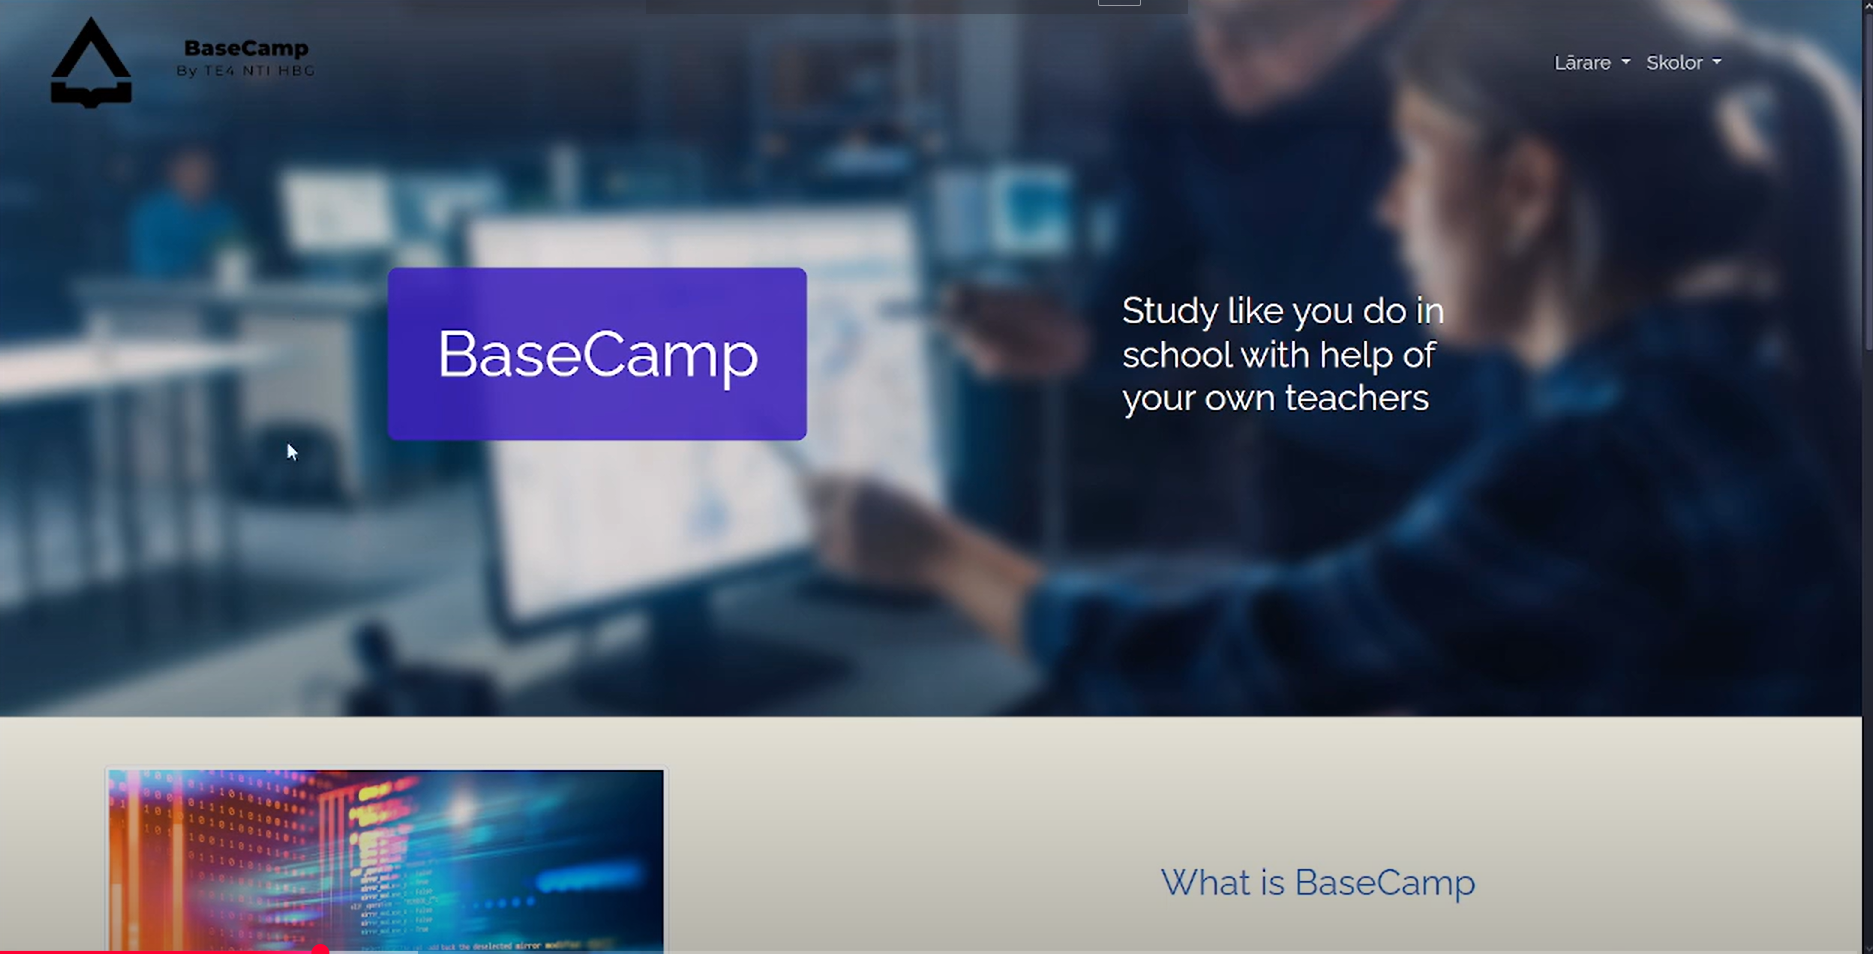 BaseCamp
By TE4 NTI HBG
Lärare
Skolor
BaseCamp
Study like you do in
school with help of
your own teachers
What is BaseCamp